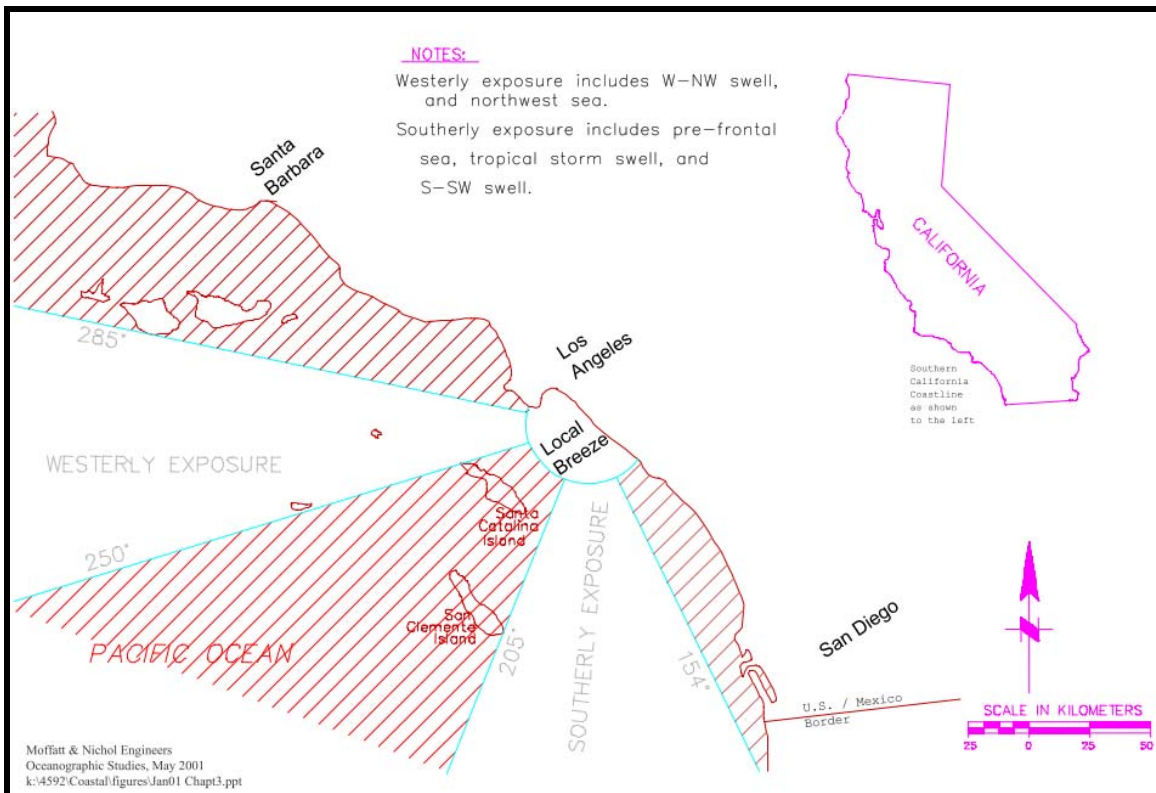 NOTES:
Westerly exposure includes W-NW swell,
and northwest sea.
Southerly exposure includes pre-frontal
sea, tropical storm swell, and
S-SW swell.
Santa
Barbara
CALIFORNIA
285°
Los
Angeles
Southern
California
Coastline
as shown
to the left
Local
Breeze
WESTERLY EXPOSURE
Santa
Catalina
Island
250°
SOUTHERLY EXPOSURE
San
Clemente
Island
205°
154°
San Diego
PACIFIC OCEAN
N
U.S. / Mexico
Border
SCALE IN KILOMETERS
25 0 25 50
Moffatt & Nichol Engineers
Oceanographic Studies, May 2001
k:\4592\Coastal\figures\Jan01 Chapt3.ppt